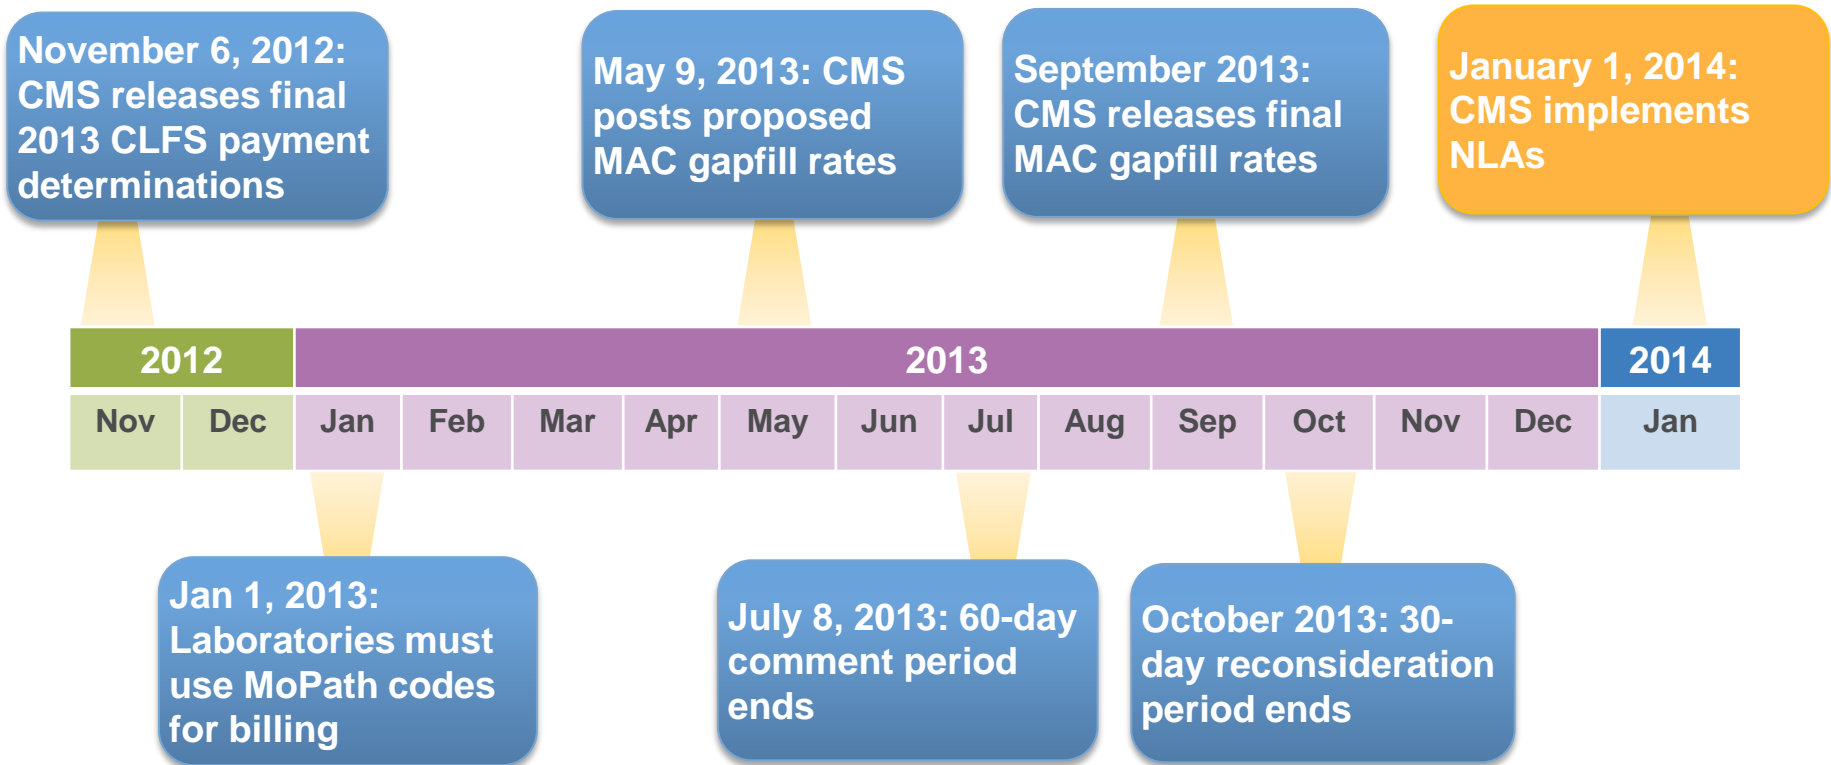 November 6, 2012:
CMS releases final
2013 CLFS payment
determinations
May 9, 2013: CMS
posts proposed
MAC gapfill rates
September 2013:
CMS releases final
MAC gapfill rates
January 1, 2014:
CMS implements
NLAs
2012 2013 2014
Nov Dec Jan Feb Mar Apr May Jun Jul Aug Sep Oct Nov Dec Jan
Jan 1, 2013:
Laboratories must
use MoPath codes
for billing
July 8, 2013: 60-day
comment period
ends
October 2013: 30-
day reconsideration
period ends